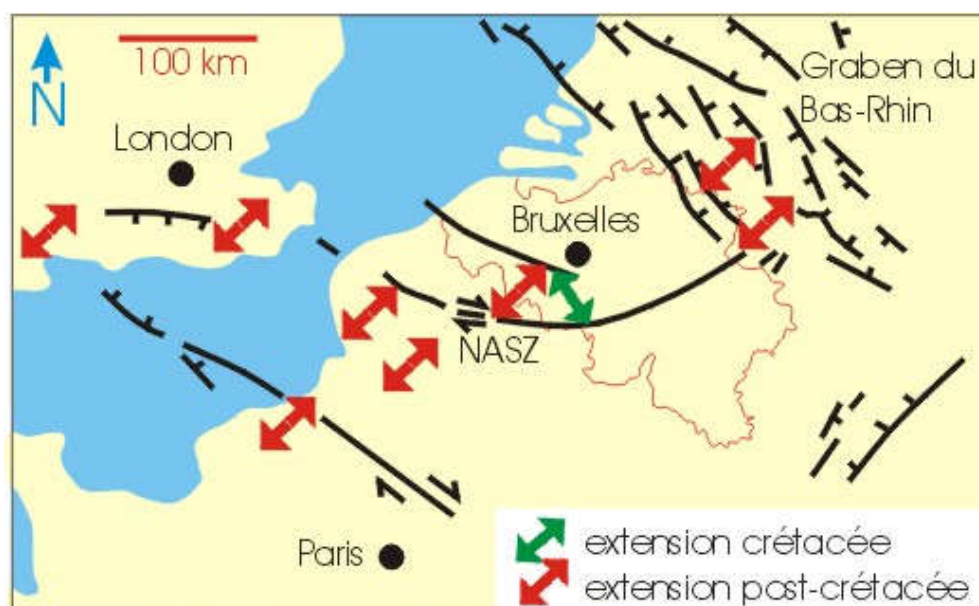 100 km
N
London
Graben du
Bas-Rhin
Bruxelles
NASZ
Paris
extension crétacée
extension post-crétacée